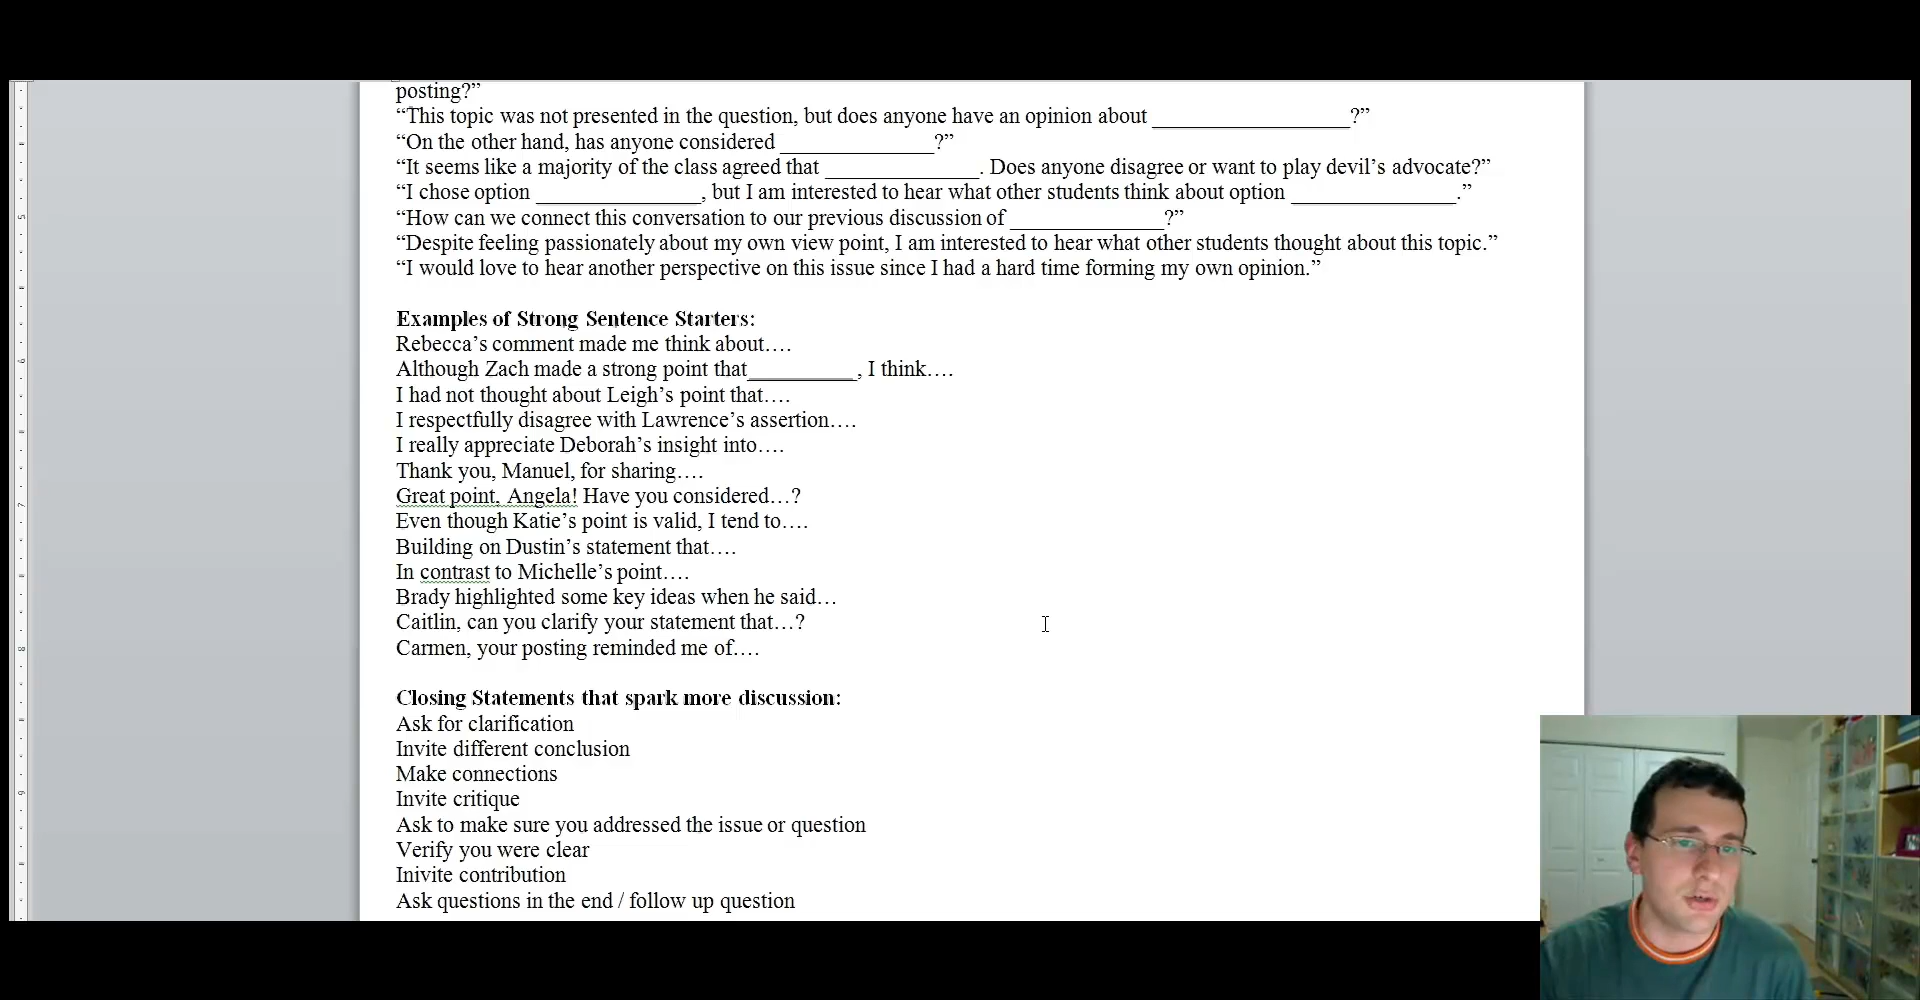 posting?”
“This topic was not presented in the question, but does anyone have an opinion about __________________?”
“On the other hand, has anyone considered ______________?”
“It seems like a majority of the class agreed that ______________. Does anyone disagree or want to play devil’s advocate?”
“I chose option _______________, but I am interested to hear what other students think about option _______________.”
“How can we connect this conversation to our previous discussion of ______________?”
“Despite feeling passionately about my own view point, I am interested to hear what other students thought about this topic.”
“I would love to hear another perspective on this issue since I had a hard time forming my own opinion.”
Examples of Strong Sentence Starters:
Rebecca’s comment made me think about….
Although Zach made a strong point that__________, I think….
I had not thought about Leigh’s point that….
I respectfully disagree with Lawrence’s assertion….
I really appreciate Deborah’s insight into….
Thank you, Manuel, for sharing….
Great point, Angela! Have you considered…?
Even though Katie’s point is valid, I tend to….
Building on Dustin’s statement that….
In contrast to Michelle’s point….
Brady highlighted some key ideas when he said…
Caitlin, can you clarify your statement that…?
Carmen, your posting reminded me of….
Closing Statements that spark more discussion:
Ask for clarification
Invite different conclusion
Make connections
Invite critique
Ask to make sure you addressed the issue or question
Verify you were clear
Inivite contribution
Ask questions in the end / follow up question